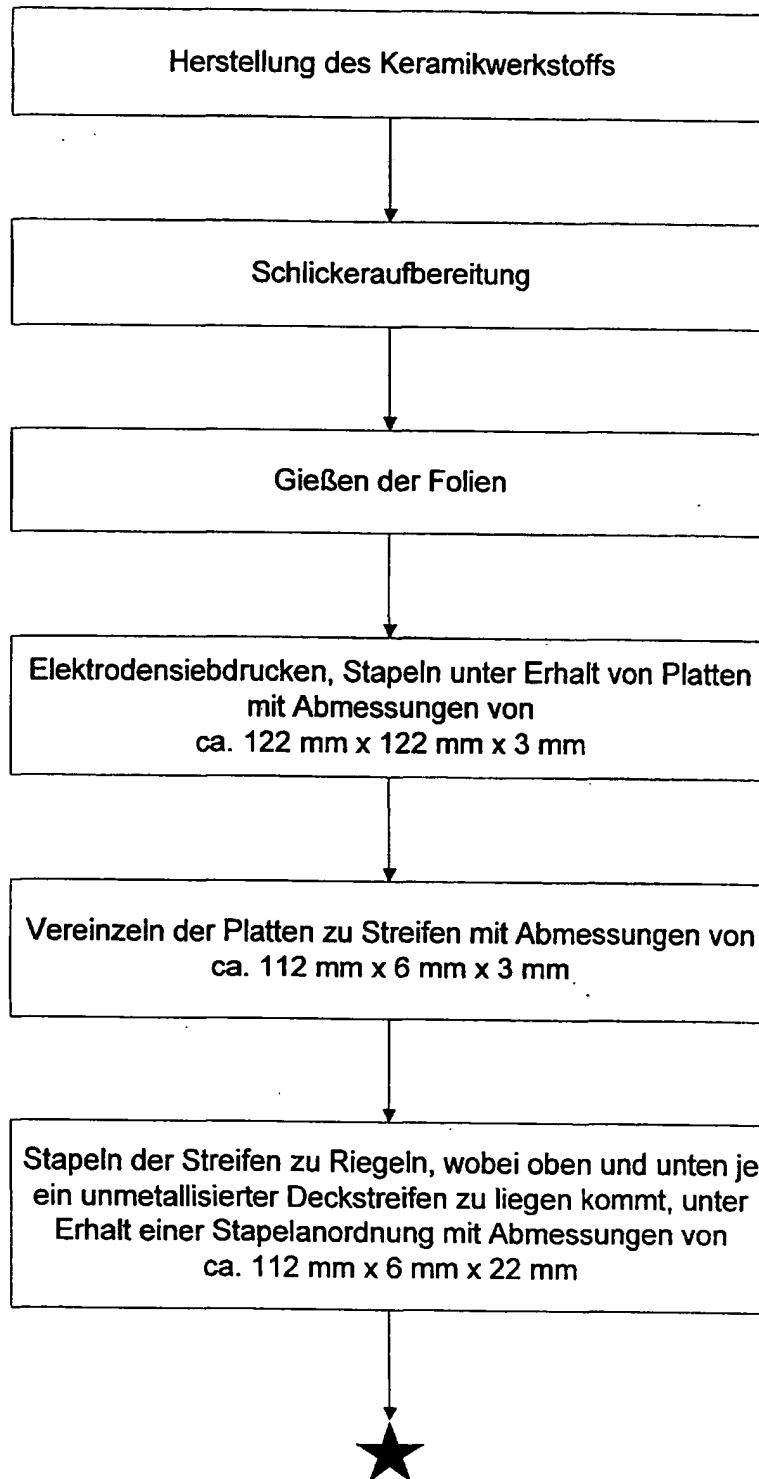 Herstellung des Keramikwerkstoffs
Schlickeraufbereitung
Gießen der Folien
Elektrodensiebdrucken, Stapeln unter Erhalt von Platten
mit Abmessungen von
ca. 122 mm x 122 mm x 3 mm
Vereinzeln der Platten zu Streifen mit Abmessungen von
ca. 112 mm x 6 mm x 3 mm
Stapeln der Streifen zu Riegeln, wobei oben und unten je
ein unmetallisierter Deckstreifen zu liegen kommt, unter
Erhalt einer Stapelanordnung mit Abmessungen von
ca. 112 mm x 6 mm x 22 mm